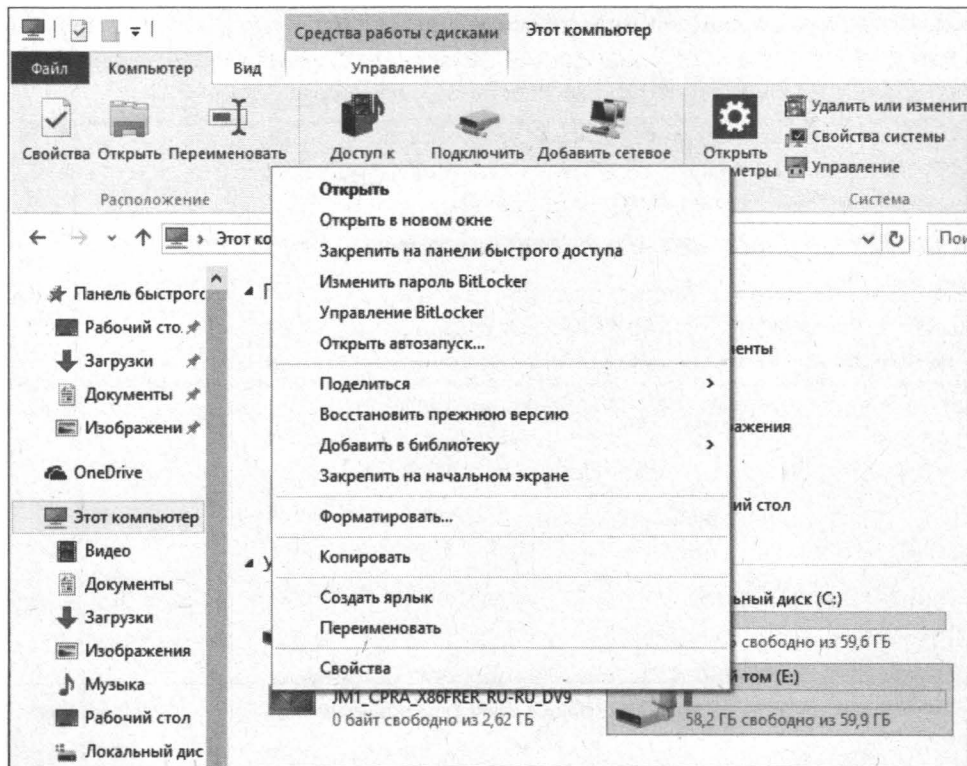 Средства работы с дисками Этот компьютер
Файл Компьютер Вид Управление
Удалить или изменит
Свойства системы
Управление
Свойства Открыть Переименовать Доступ к Подключить Добавить сетевое Открыть
метры
Расположение Система
Этот ко Пои
Панель быстрого
Рабочий сто.
Загрузки
Документы
Изображени
OneDrive
Этот компьютер
Видео
Документы
Загрузки
Изображения
Музыка
Рабочий стол
Локальный дис
Открыть
Открыть в новом окне
Закрепить на панели быстрого доступа
Изменить пароль BitLocker
Управление BitLocker
Открыть автозапуск...
Поделиться
Восстановить прежнюю версию
Добавить в библиотеку
Закрепить на начальном экране
Форматировать...
Копировать
Создать ярлык
Переименовать
Свойства
П
енты
ажения
ий стол
У
ьный диск (C:)
свободно из 59,6 ГБ
й том (E:)
58,2 ГБ свободно из 59,9 ГБ
JM1_CPRA_X86FRER_RU-RU_DV9
0 байт свободно из 2,62 ГБ